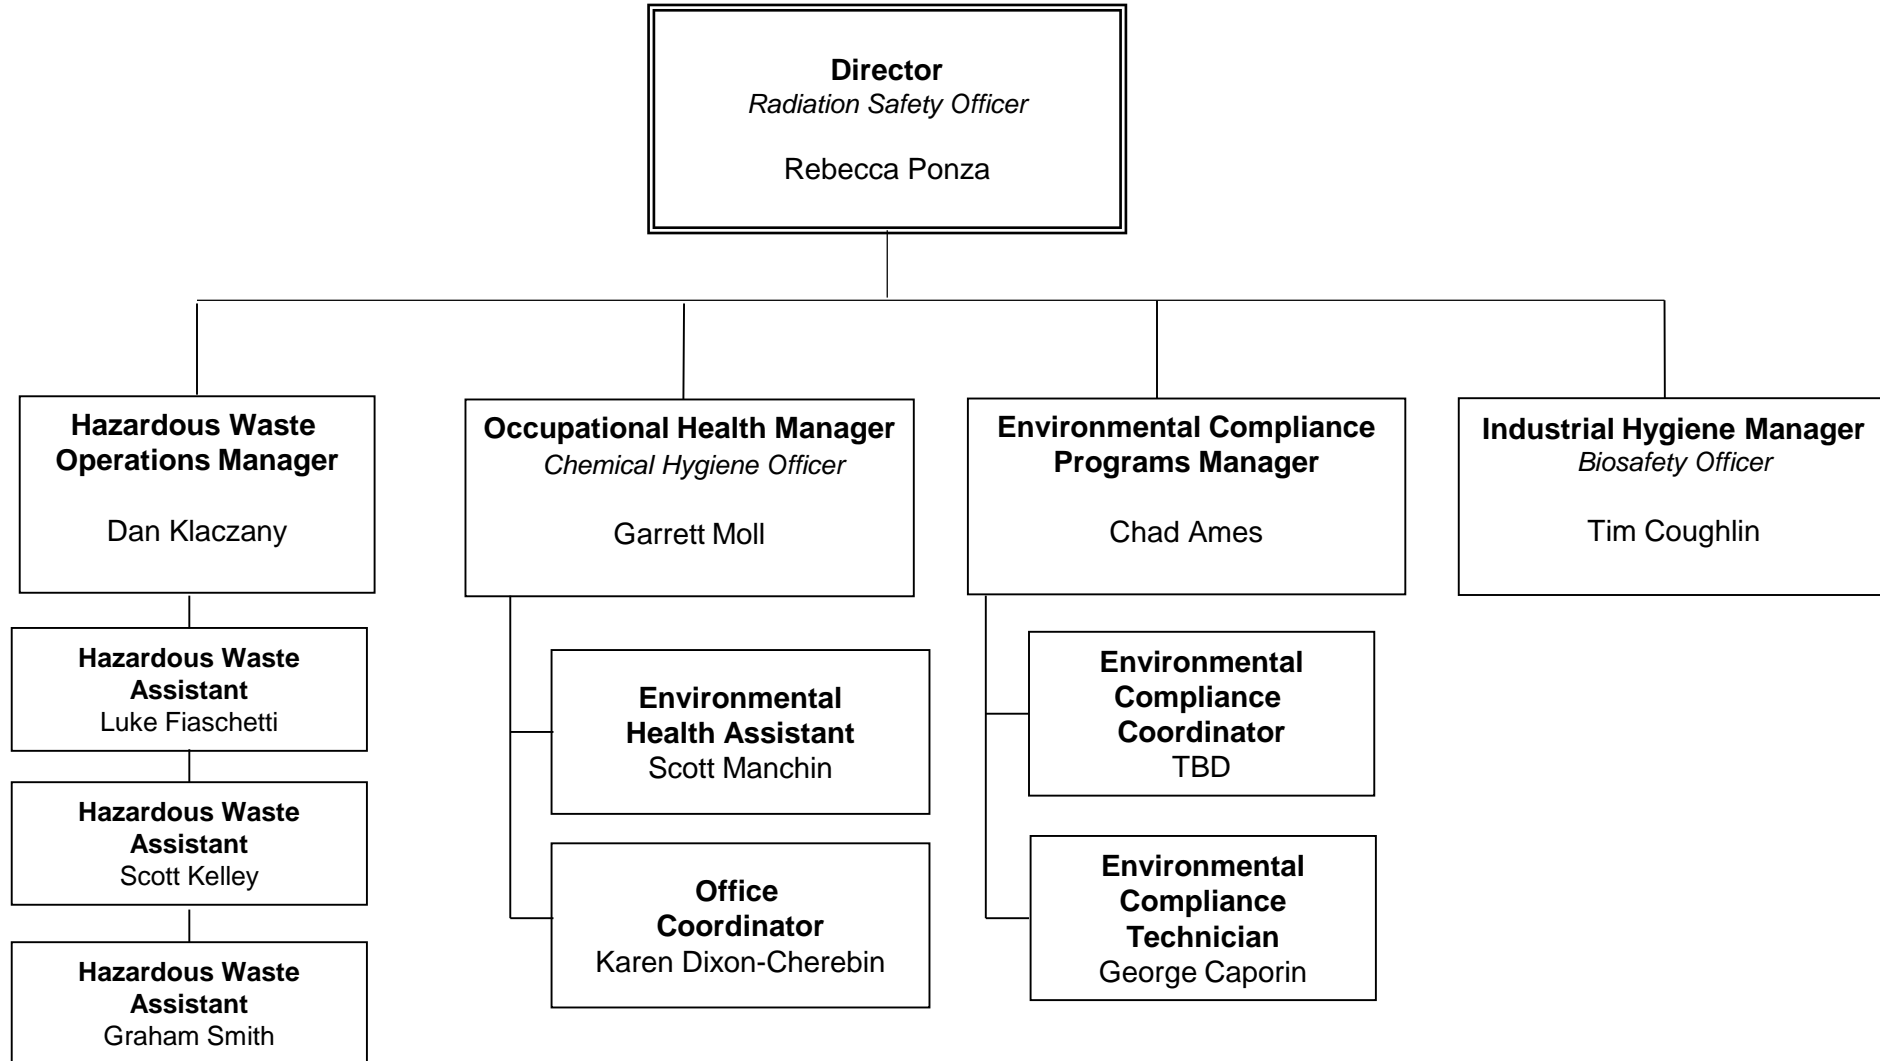 Director
Radiation Safety Officer
Rebecca Ponza
Hazardous Waste
Operations Manager
Dan Klaczany
Occupational Health Manager
Chemical Hygiene Officer
Garrett Moll
Environmental Compliance
Programs Manager
Chad Ames
Industrial Hygiene Manager
Biosafety Officer
Tim Coughlin
Hazardous Waste
Assistant
Luke Fiaschetti
Hazardous Waste
Assistant
Scott Kelley
Hazardous Waste
Assistant
Graham Smith
Environmental
Health Assistant
Scott Manchin
Office
Coordinator
Karen Dixon-Cherebin
Environmental
Compliance
Coordinator
TBD
Environmental
Compliance
Technician
George Caporin